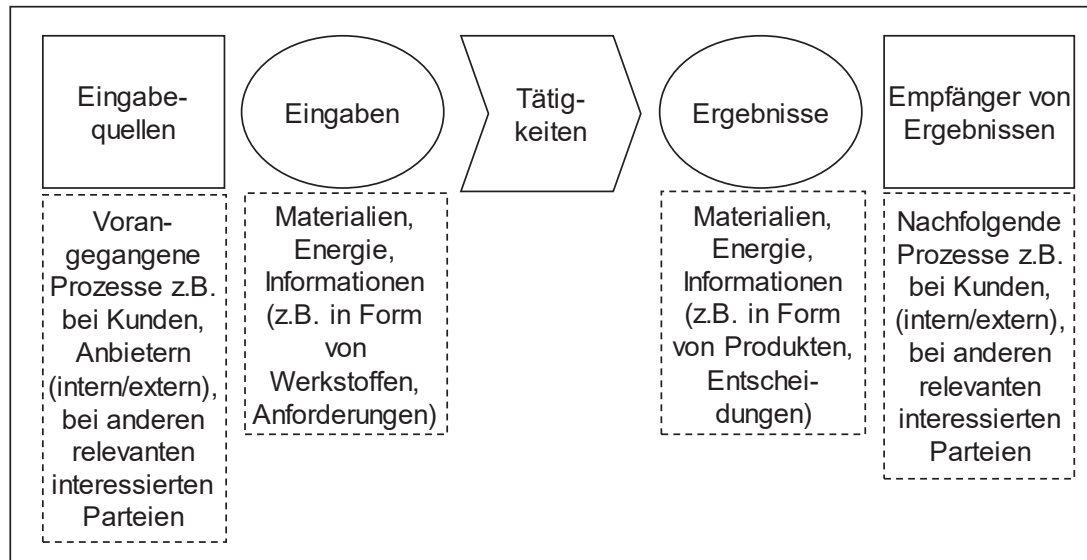 Eingabe-
quellen
Eingaben
Tätig-
keiten
Ergebnisse
Empfänger von
Ergebnissen
Voran-
gegangene
Prozesse z.B.
bei Kunden,
Anbietern
(intern/extern),
bei anderen
relevanten
interessierten
Parteien
Materialien,
Energie,
Informationen
(z.B. in Form
von
Werkstoffen,
Anforderungen)
Materialien,
Energie,
Informationen
(z.B. in Form
von Produkten,
Entschei-
dungen)
Nachfolgende
Prozesse z.B.
bei Kunden,
(intern/extern),
bei anderen
relevanten
interessierten
Parteien